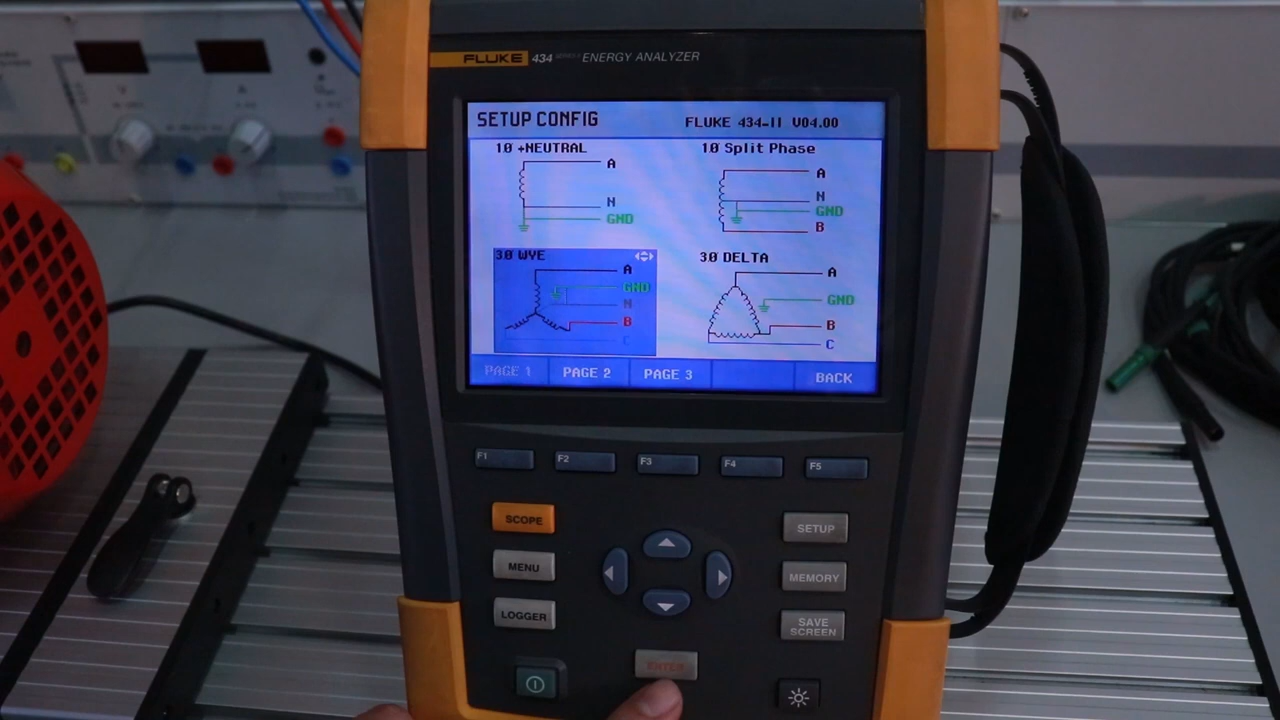 FLUKE 434 ENERGY ANALYZER
SETUP CONFIG FLUKE 434-II V04.00
1Ø +NEUTRAL
A
N
GND
1Ø Split Phase
A
N
GND
B
3Ø WYE
A
GND
N
B
C
3Ø DELTA
A
GND
B
C
PAGE 1 PAGE 2 PAGE 3 BACK
F1 F2 F3 F4 F5
SCOPE
MENU
LOGGER
SETUP
MEMORY
SAVE
SCREEN
ENTER